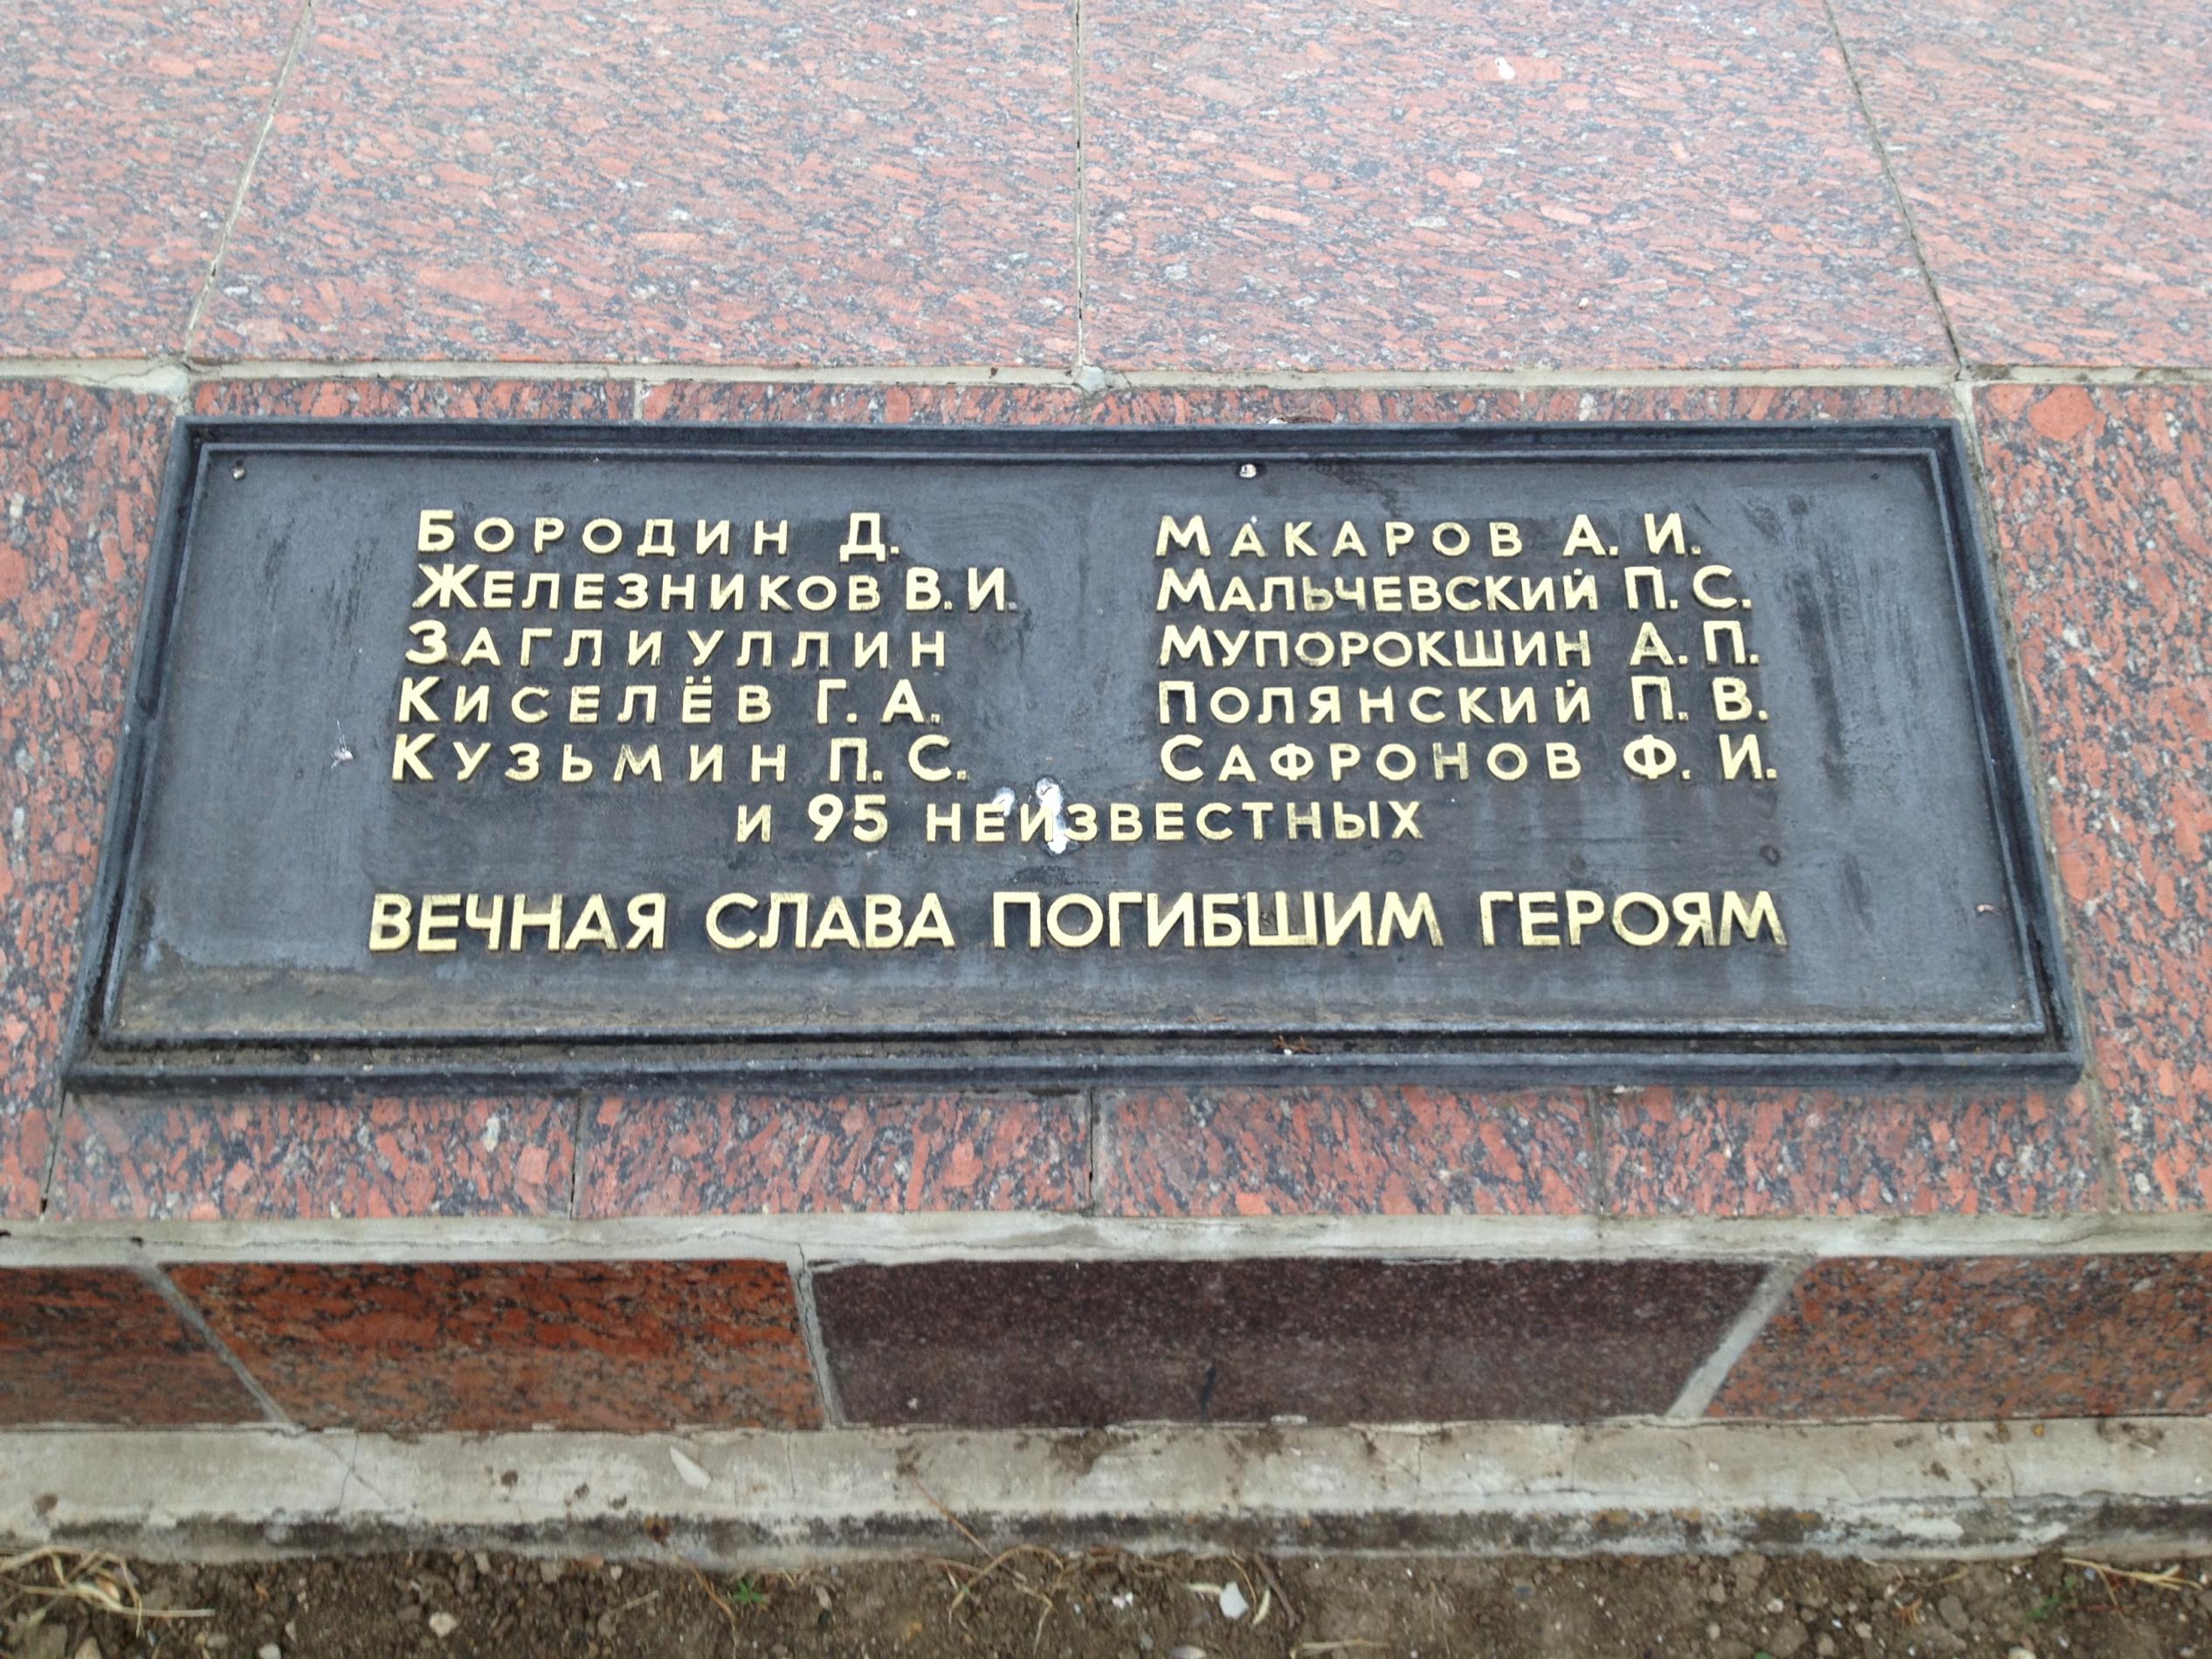 Бородин Д.
Железников В.И.
Заглиуллин
Киселёв Г.А.
Кузьмин П.С.
Макаров А.И.
Мальчевский П.С.
Мупорокшин А.П.
Полянский П.В.
Сафронов Ф.И.
и 95 неизвестных
ВЕЧНАЯ СЛАВА ПОГИБШИМ ГЕРОЯМ